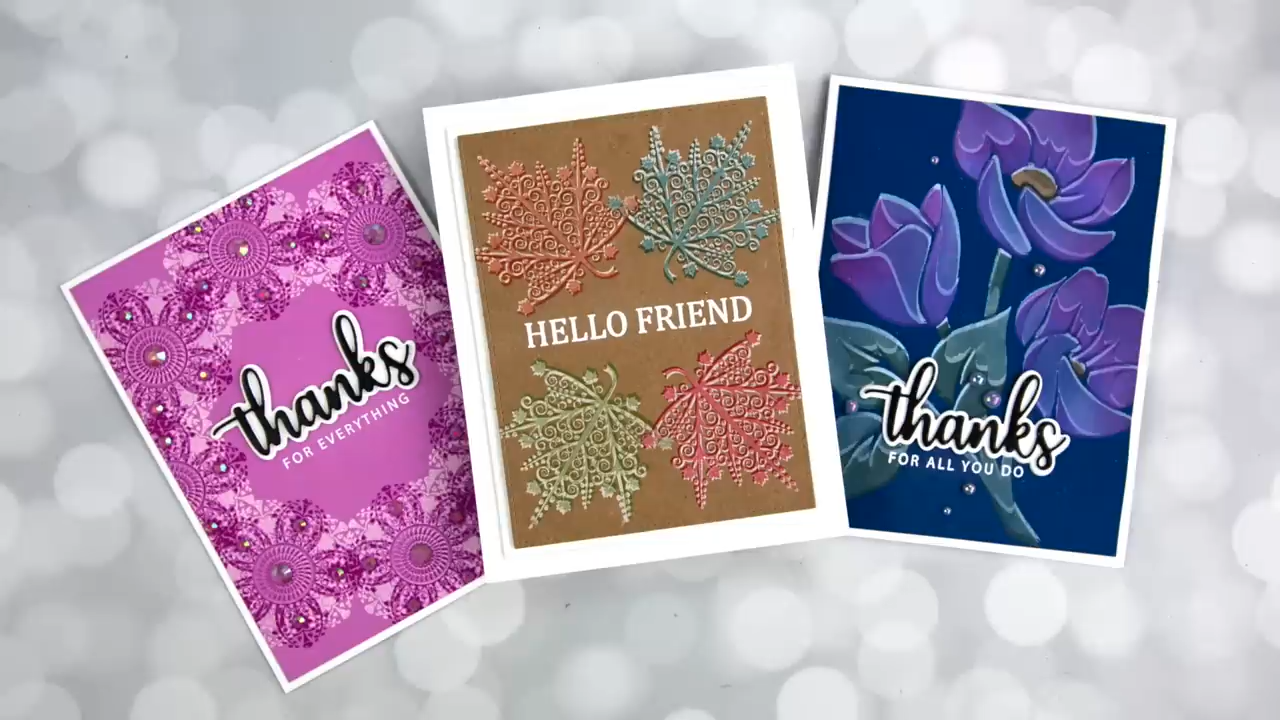 thanks
FOR EVERYTHING
HELLO FRIEND
thanks
FOR ALL YOU DO